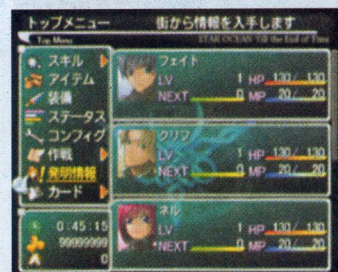 トップメニュー 街から情報を入手します
Top Menu STAR OCEAN Till the End of Time
スキル
アイテム
装備
ステータス
コンフィグ
作戦
発明情報
カード
0:45:15
99999999
0
フェイト
LV 1 HP 130/ 130
NEXT 0 MP 20/ 20
クリフ
LV 1 HP 130/ 130
NEXT 0 MP 20/ 20
ネル
LV 1 HP 130/ 130
NEXT 0 MP 20/ 20